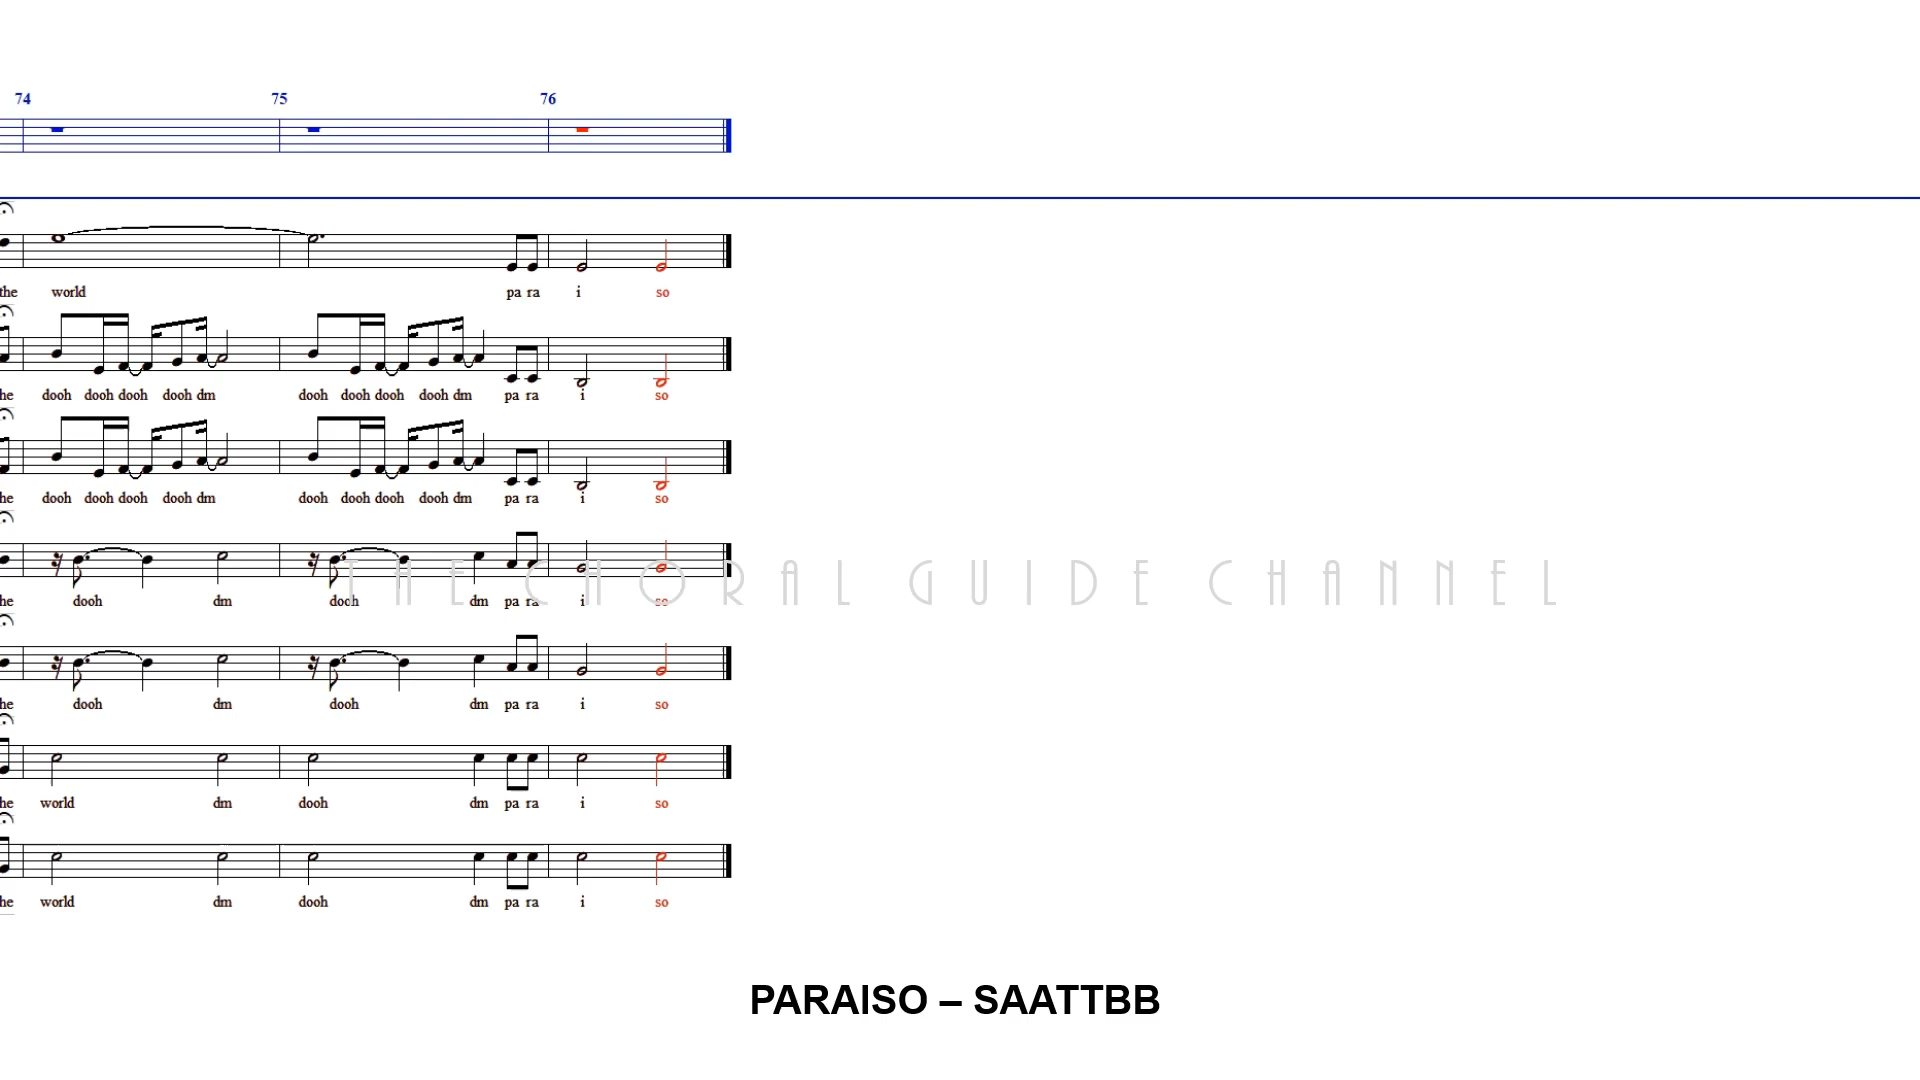 74 75 76
the world pa ra i so
he dooh dooh dooh dooh dm dooh dooh dooh dooh dm pa ra i so
he dooh dooh dooh dooh dm dooh dooh dooh dooh dm pa ra i so
he dooh dm dooh dm pa ra i so
THE CHORAL GUIDE CHANNEL
he dooh dm dooh dm pa ra i so
he world dm dooh dm pa ra i so
he world dm dooh dm pa ra i so
PARAISO – SAATTBB